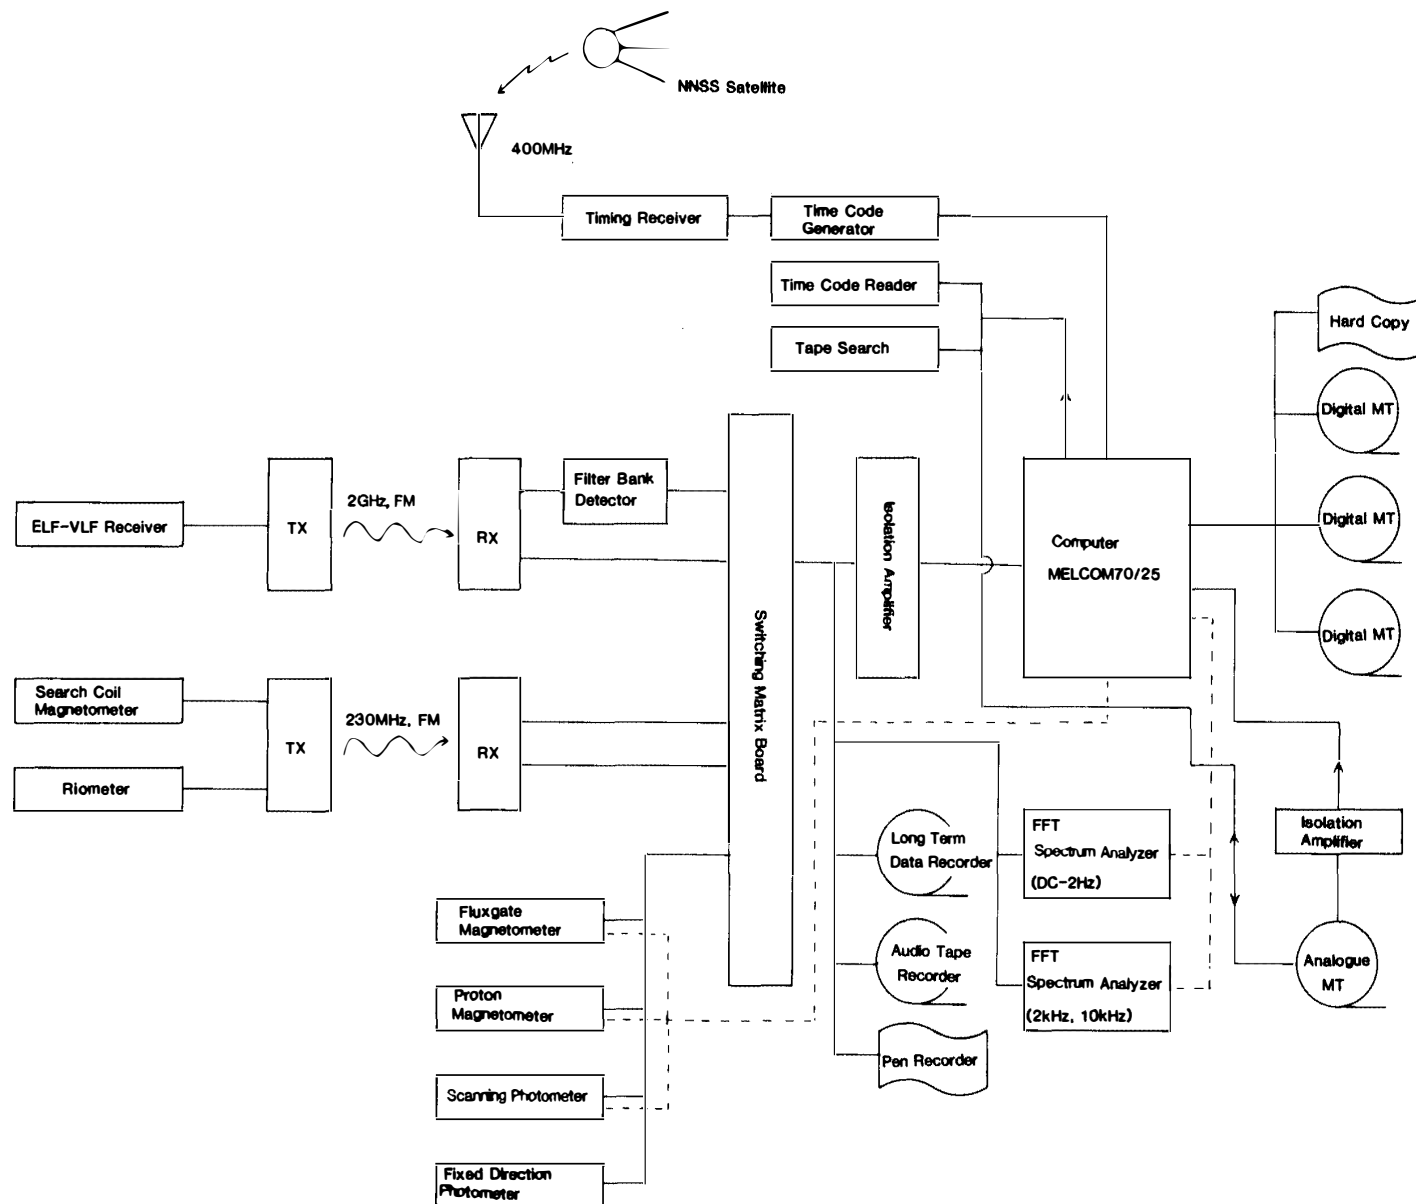 NNSS Satellite
400MHz
Timing Receiver
Time Code
Generator
Time Code Reader
Tape Search
Hard Copy
Digital MT
Digital MT
Digital MT
ELF-VLF Receiver
TX
2GHz, FM
RX
Filter Bank
Detector
Switching Matrix Board
Isolation Amplifier
Computer
MELCOM70/25
Search Coil
Magnetometer
Riometer
TX
230MHz, FM
RX
Long Term
Data Recorder
FFT
Spectrum Analyzer
(DC-2Hz)
Isolation
Amplifier
Fluxgate
Magnetometer
Audio Tape
Recorder
FFT
Spectrum Analyzer
(2kHz, 10kHz)
Analogue
MT
Proton
Magnetometer
Pen Recorder
Scanning Photometer
Fixed Direction
Photometer